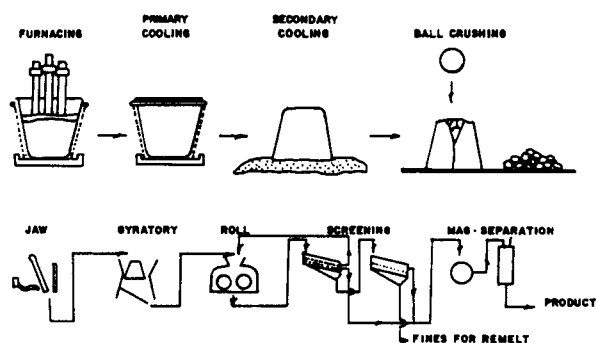 FURNACING
PRIMARY
COOLING
SECONDARY
COOLING
BALL CRUSHING
JAW
GYRATORY
ROLL
SCREENING
MAG-SEPARATION
PRODUCT
FINES FOR REMELT